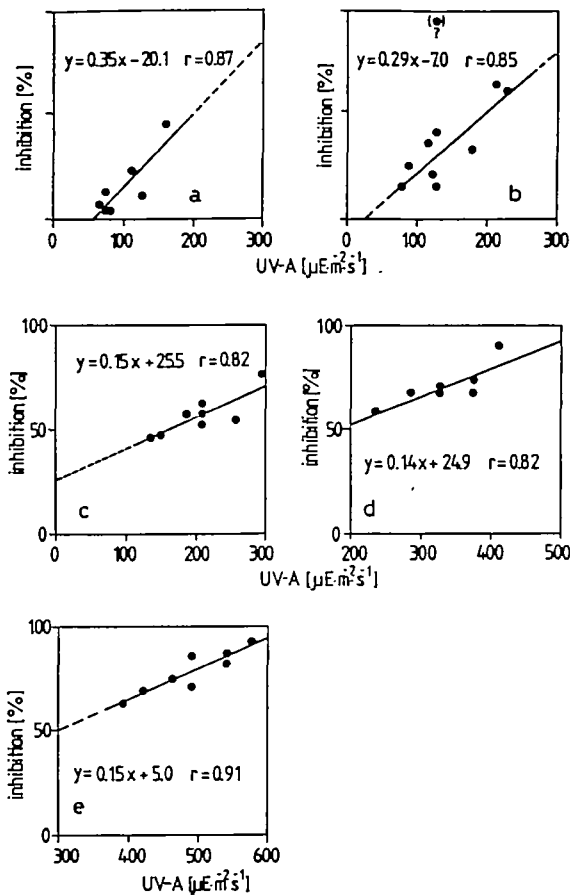 (●)
?
y=0.35x-20.1 r=0.87
y=0.29x-7.0 r=0.85
inhibition [%]
inhibition [%]
a
b
0 100 200 300
0 100 200 300
UV-A [µE·m⁻²s⁻¹]
100
100
y=0.15x+25.5 r=0.82
inhibition [%]
50
inhibition [%]
50
y=0.14x+24.9 r=0.82
c
d
0
0
0 100 200 300
200 300 400 500
UV-A [µE·m⁻²s⁻¹]
100
inhibition [%]
50
y=0.15x+5.0 r=0.91
e
0
300 400 500 600
UV-A [µE·m⁻²s⁻¹]